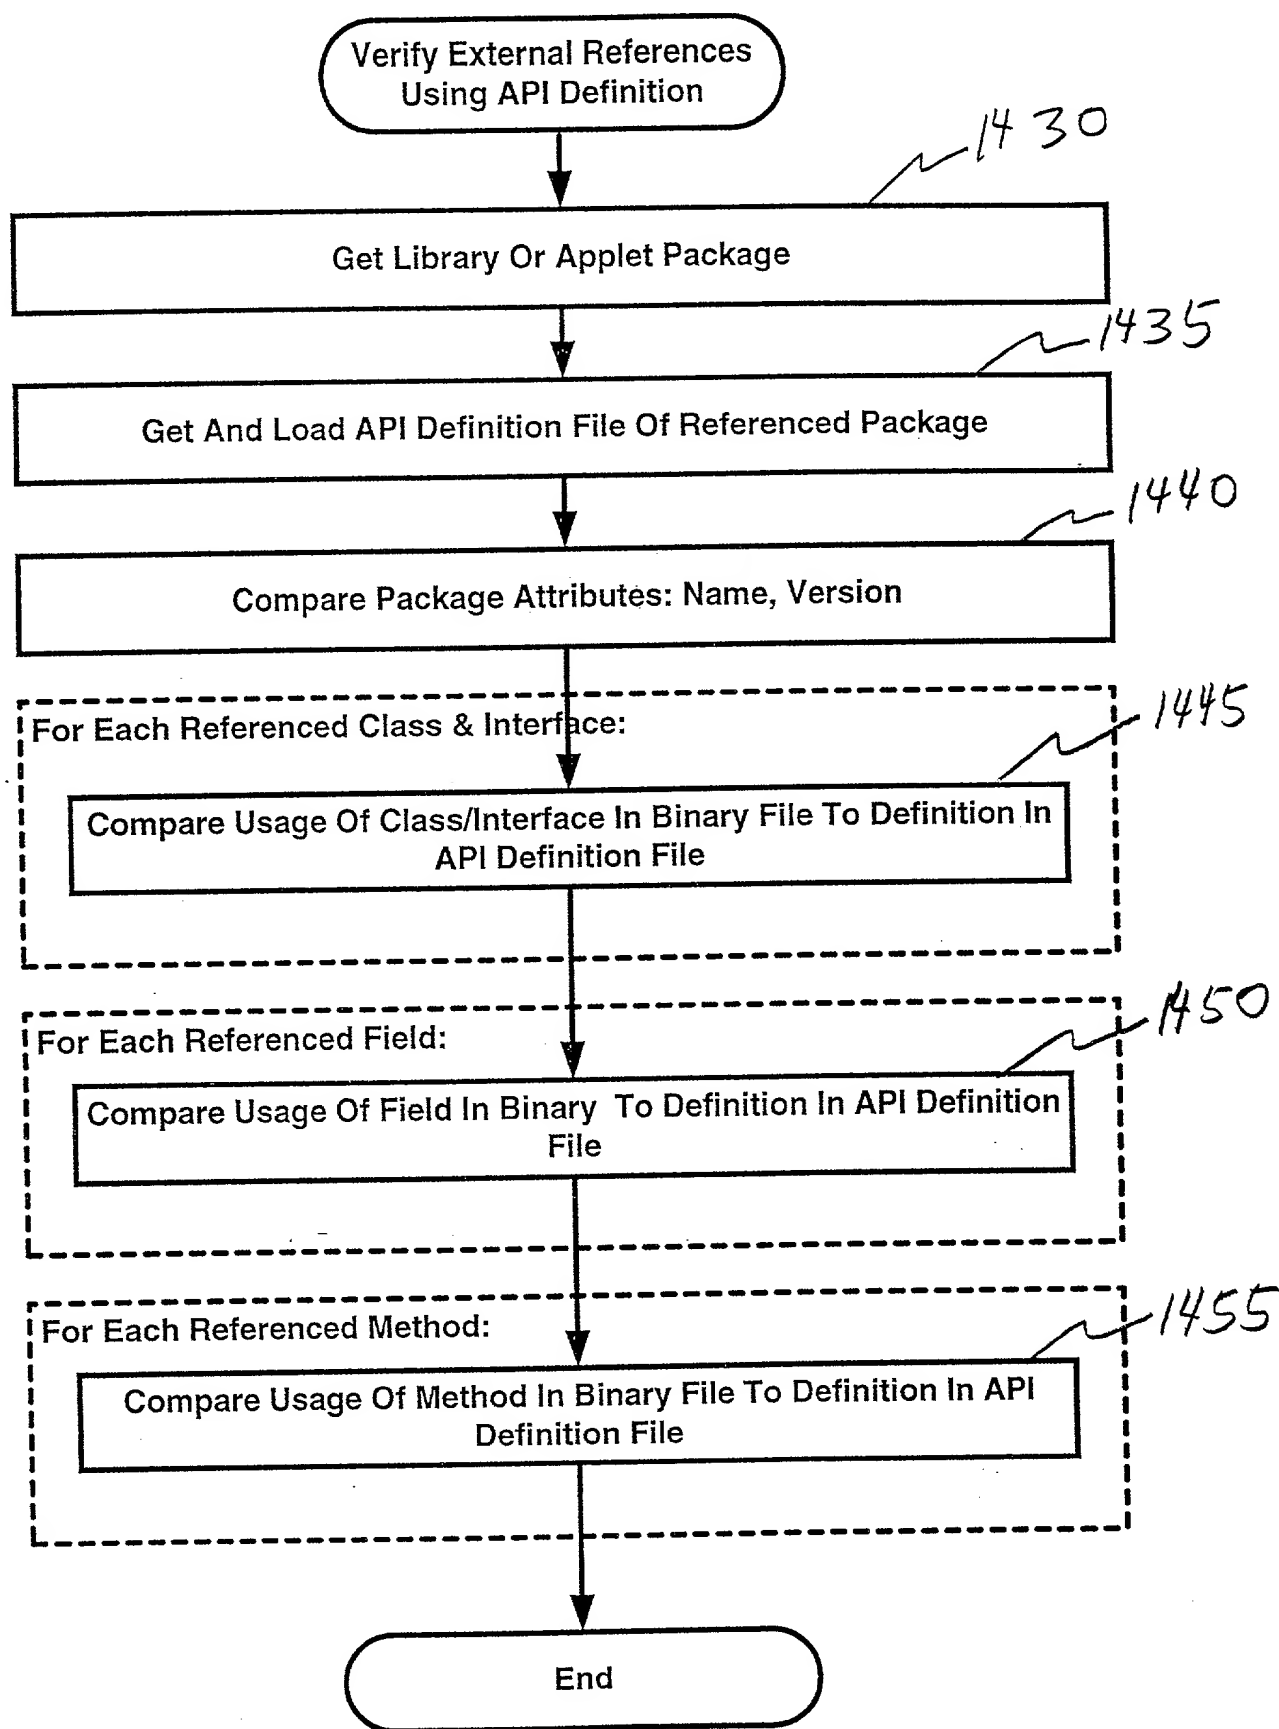 Verify External References
Using API Definition
1430
Get Library Or Applet Package
1435
Get And Load API Definition File Of Referenced Package
1440
Compare Package Attributes: Name, Version
For Each Referenced Class & Interface:
1445
Compare Usage Of Class/Interface In Binary File To Definition In
API Definition File
For Each Referenced Field:
1450
Compare Usage Of Field In Binary To Definition In API Definition
File
For Each Referenced Method:
1455
Compare Usage Of Method In Binary File To Definition In API
Definition File
End